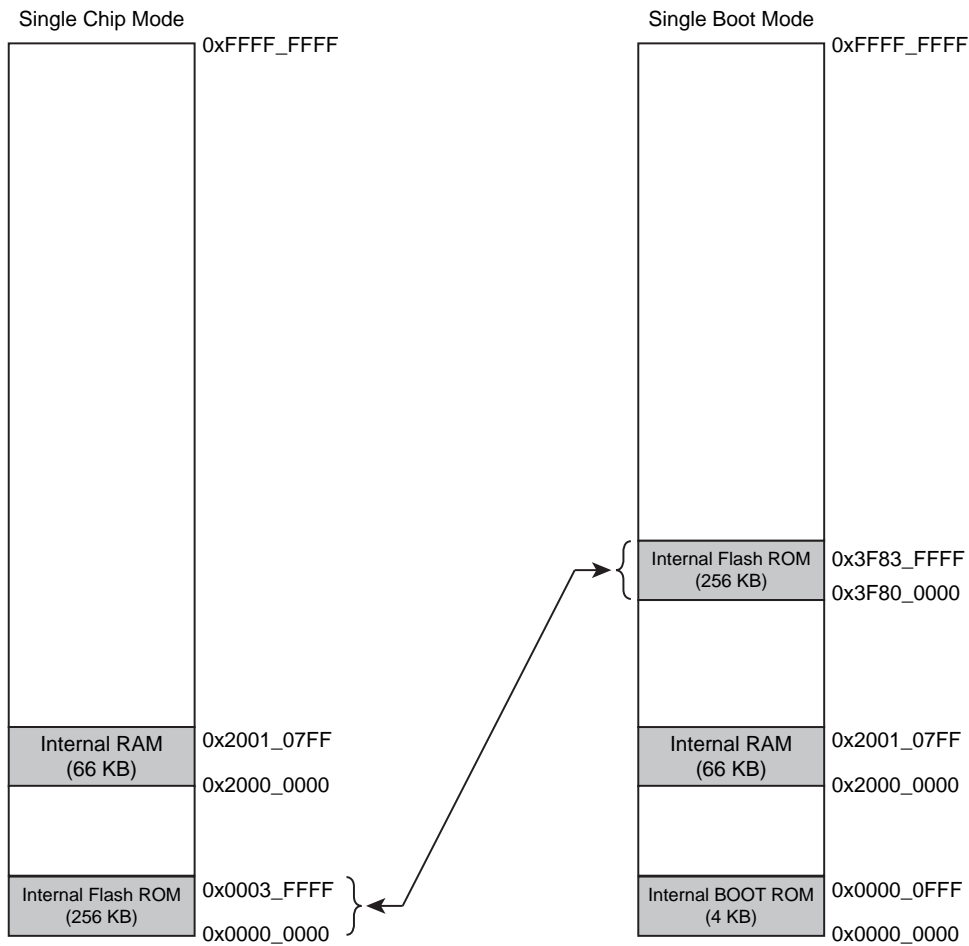 Single Chip Mode
0xFFFF_FFFF
Internal RAM
(66 KB)
0x2001_07FF
0x2000_0000
Internal Flash ROM
(256 KB)
0x0003_FFFF
0x0000_0000
Single Boot Mode
0xFFFF_FFFF
Internal Flash ROM
(256 KB)
0x3F83_FFFF
0x3F80_0000
Internal RAM
(66 KB)
0x2001_07FF
0x2000_0000
Internal BOOT ROM
(4 KB)
0x0000_0FFF
0x0000_0000